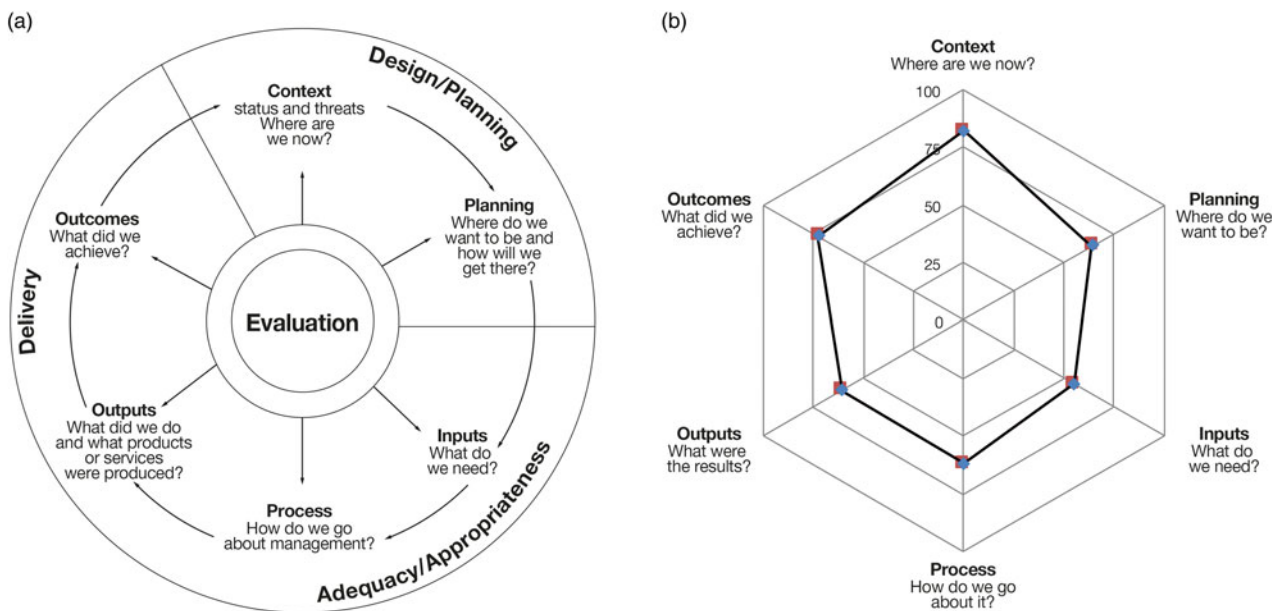 (a)
Design/Planning
Context
status and threats
Where are
we now?
Planning
Where do we
want to be and
how will we
get there?
Outcomes
What did we
achieve?
Delivery
Evaluation
Outputs
What did we do
and what products
or services
were produced?
Inputs
What do
we need?
Process
How do we go
about management?
Adequacy/Appropriateness
(b)
Context
Where are we now?
100
75
50
25
0
Outcomes
What did we
achieve?
Planning
Where do we
want to be?
Outputs
What were
the results?
Inputs
What do
we need?
Process
How do we go
about it?